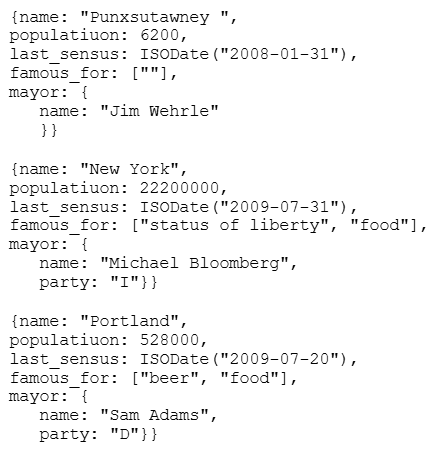 {name: "Punxsutawney ",
populatiuon: 6200,
last_sensus: ISODate("2008-01-31"),
famous_for: [""],
mayor: {
name: "Jim Wehrle"
}}
{name: "New York",
populatiuon: 22200000,
last_sensus: ISODate("2009-07-31"),
famous_for: ["status of liberty", "food"],
mayor: {
name: "Michael Bloomberg",
party: "I"}}
{name: "Portland",
populatiuon: 528000,
last_sensus: ISODate("2009-07-20"),
famous_for: ["beer", "food"],
mayor: {
name: "Sam Adams",
party: "D"}}